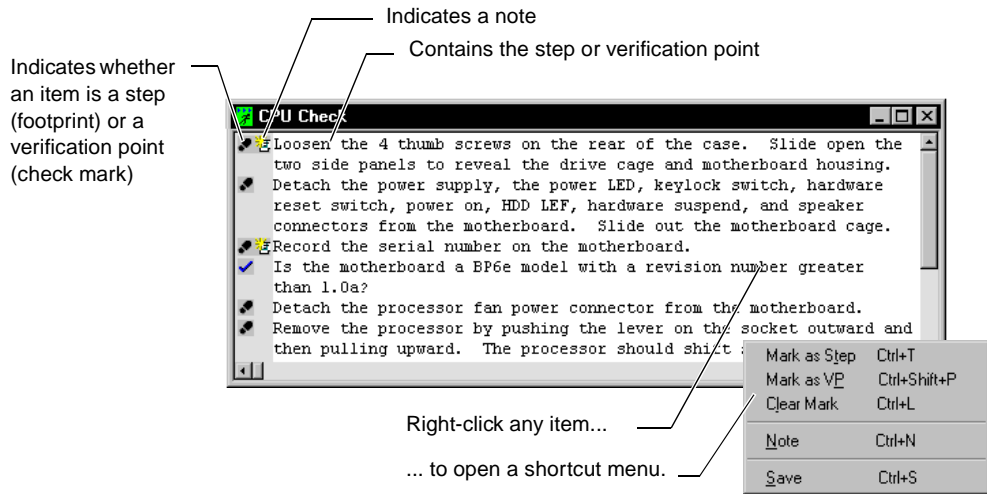 Indicates a note
Contains the step or verification point
Indicates whether
an item is a step
(footprint) or a
verification point
(check mark)
CPU Check
Loosen the 4 thumb screws on the rear of the case. Slide open the
two side panels to reveal the drive cage and motherboard housing.
Detach the power supply, the power LED, keylock switch, hardware
reset switch, power on, HDD LEF, hardware suspend, and speaker
connectors from the motherboard. Slide out the motherboard cage.
Record the serial number on the motherboard.
Is the motherboard a BP6e model with a revision number greater
than 1.0a?
Detach the processor fan power connector from the motherboard.
Remove the processor by pushing the lever on the socket outward and
then pulling upward. The processor should shift
Mark as Step Ctrl+T
Mark as VP Ctrl+Shift+P
Clear Mark Ctrl+L
Note Ctrl+N
Save Ctrl+S
Right-click any item...
... to open a shortcut menu.